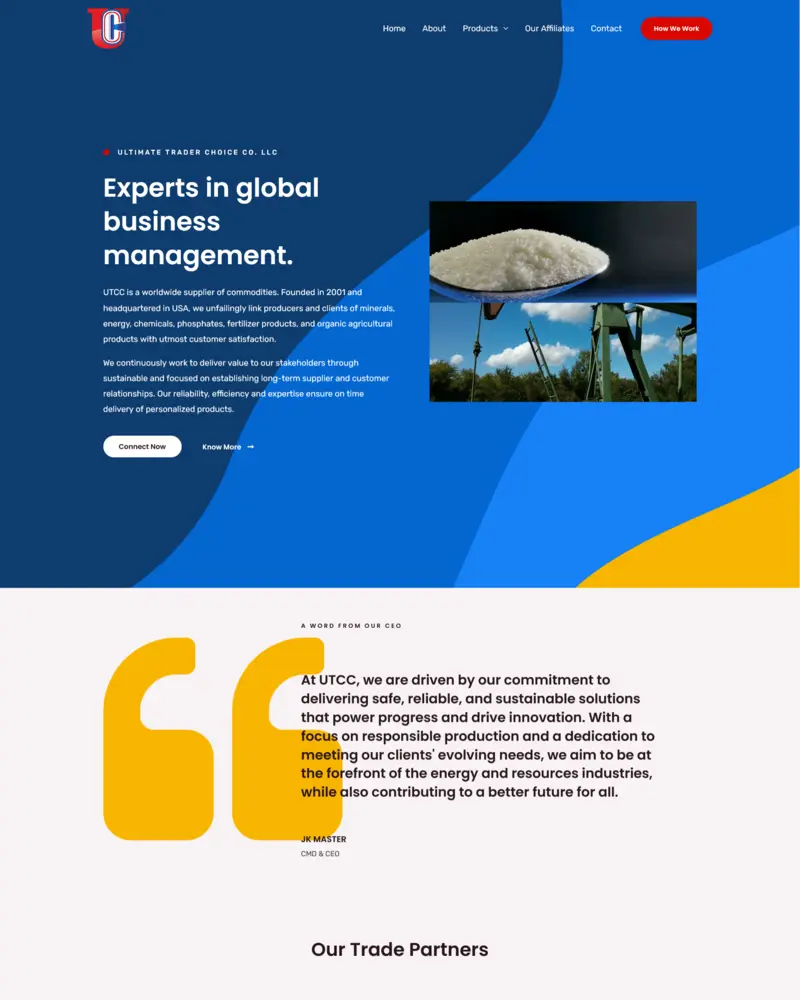 UC
Home
About
Products
Our Affiliates
Contact
How We Work
ULTIMATE TRADER CHOICE CO. LLC
Experts in global
business
management.
UTCC is a worldwide supplier of commodities. Founded in 2001 and
headquartered in USA, we unfailingly link producers and clients of minerals,
energy, chemicals, phosphates, fertilizer products, and organic agricultural
products with utmost customer satisfaction.
We continuously work to deliver value to our stakeholders through
sustainable and focused on establishing long-term supplier and customer
relationships. Our reliability, efficiency and expertise ensure on time
delivery of personalized products.
Connect Now
Know More
A WORD FROM OUR CEO
At UTCC, we are driven by our commitment to
delivering safe, reliable, and sustainable solutions
that power progress and drive innovation. With a
focus on responsible production and a dedication to
meeting our clients' evolving needs, we aim to be at
the forefront of the energy and resources industries,
while also contributing to a better future for all.
JK MASTER
CMD & CEO
Our Trade Partners